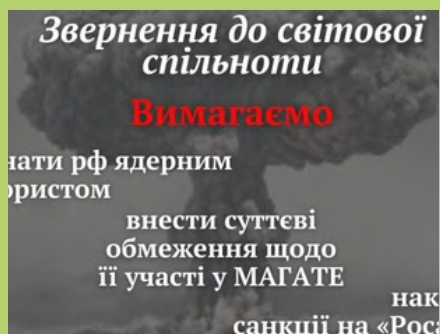 Звернення до світової
спільноти
Вимагаємо
рф ядерним
внести суттєві
обмеження щодо
її участі у МАГАТЕ
санкції на